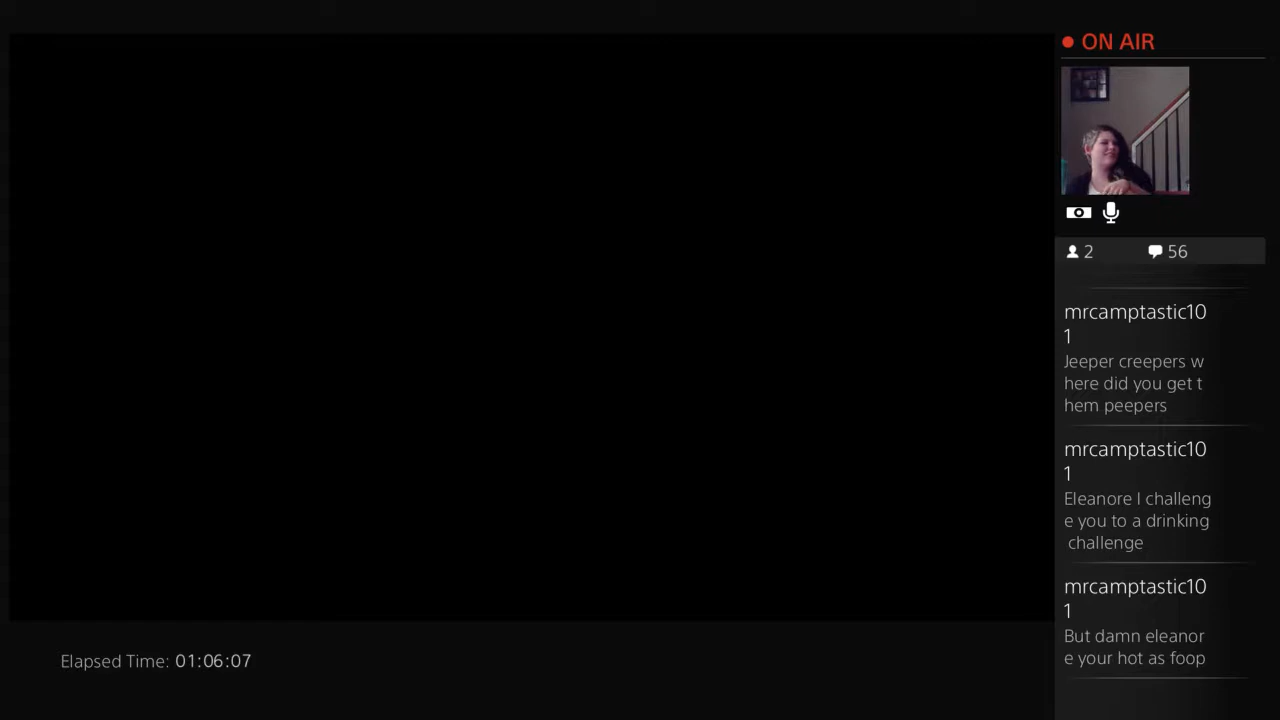 ON AIR
2 56
mrcamptastic10
1
Jeeper creepers w
here did you get t
hem peepers
mrcamptastic10
1
Eleanore I challeng
e you to a drinking
challenge
mrcamptastic10
1
But damn eleanor
e your hot as foop
Elapsed Time: 01:06:07